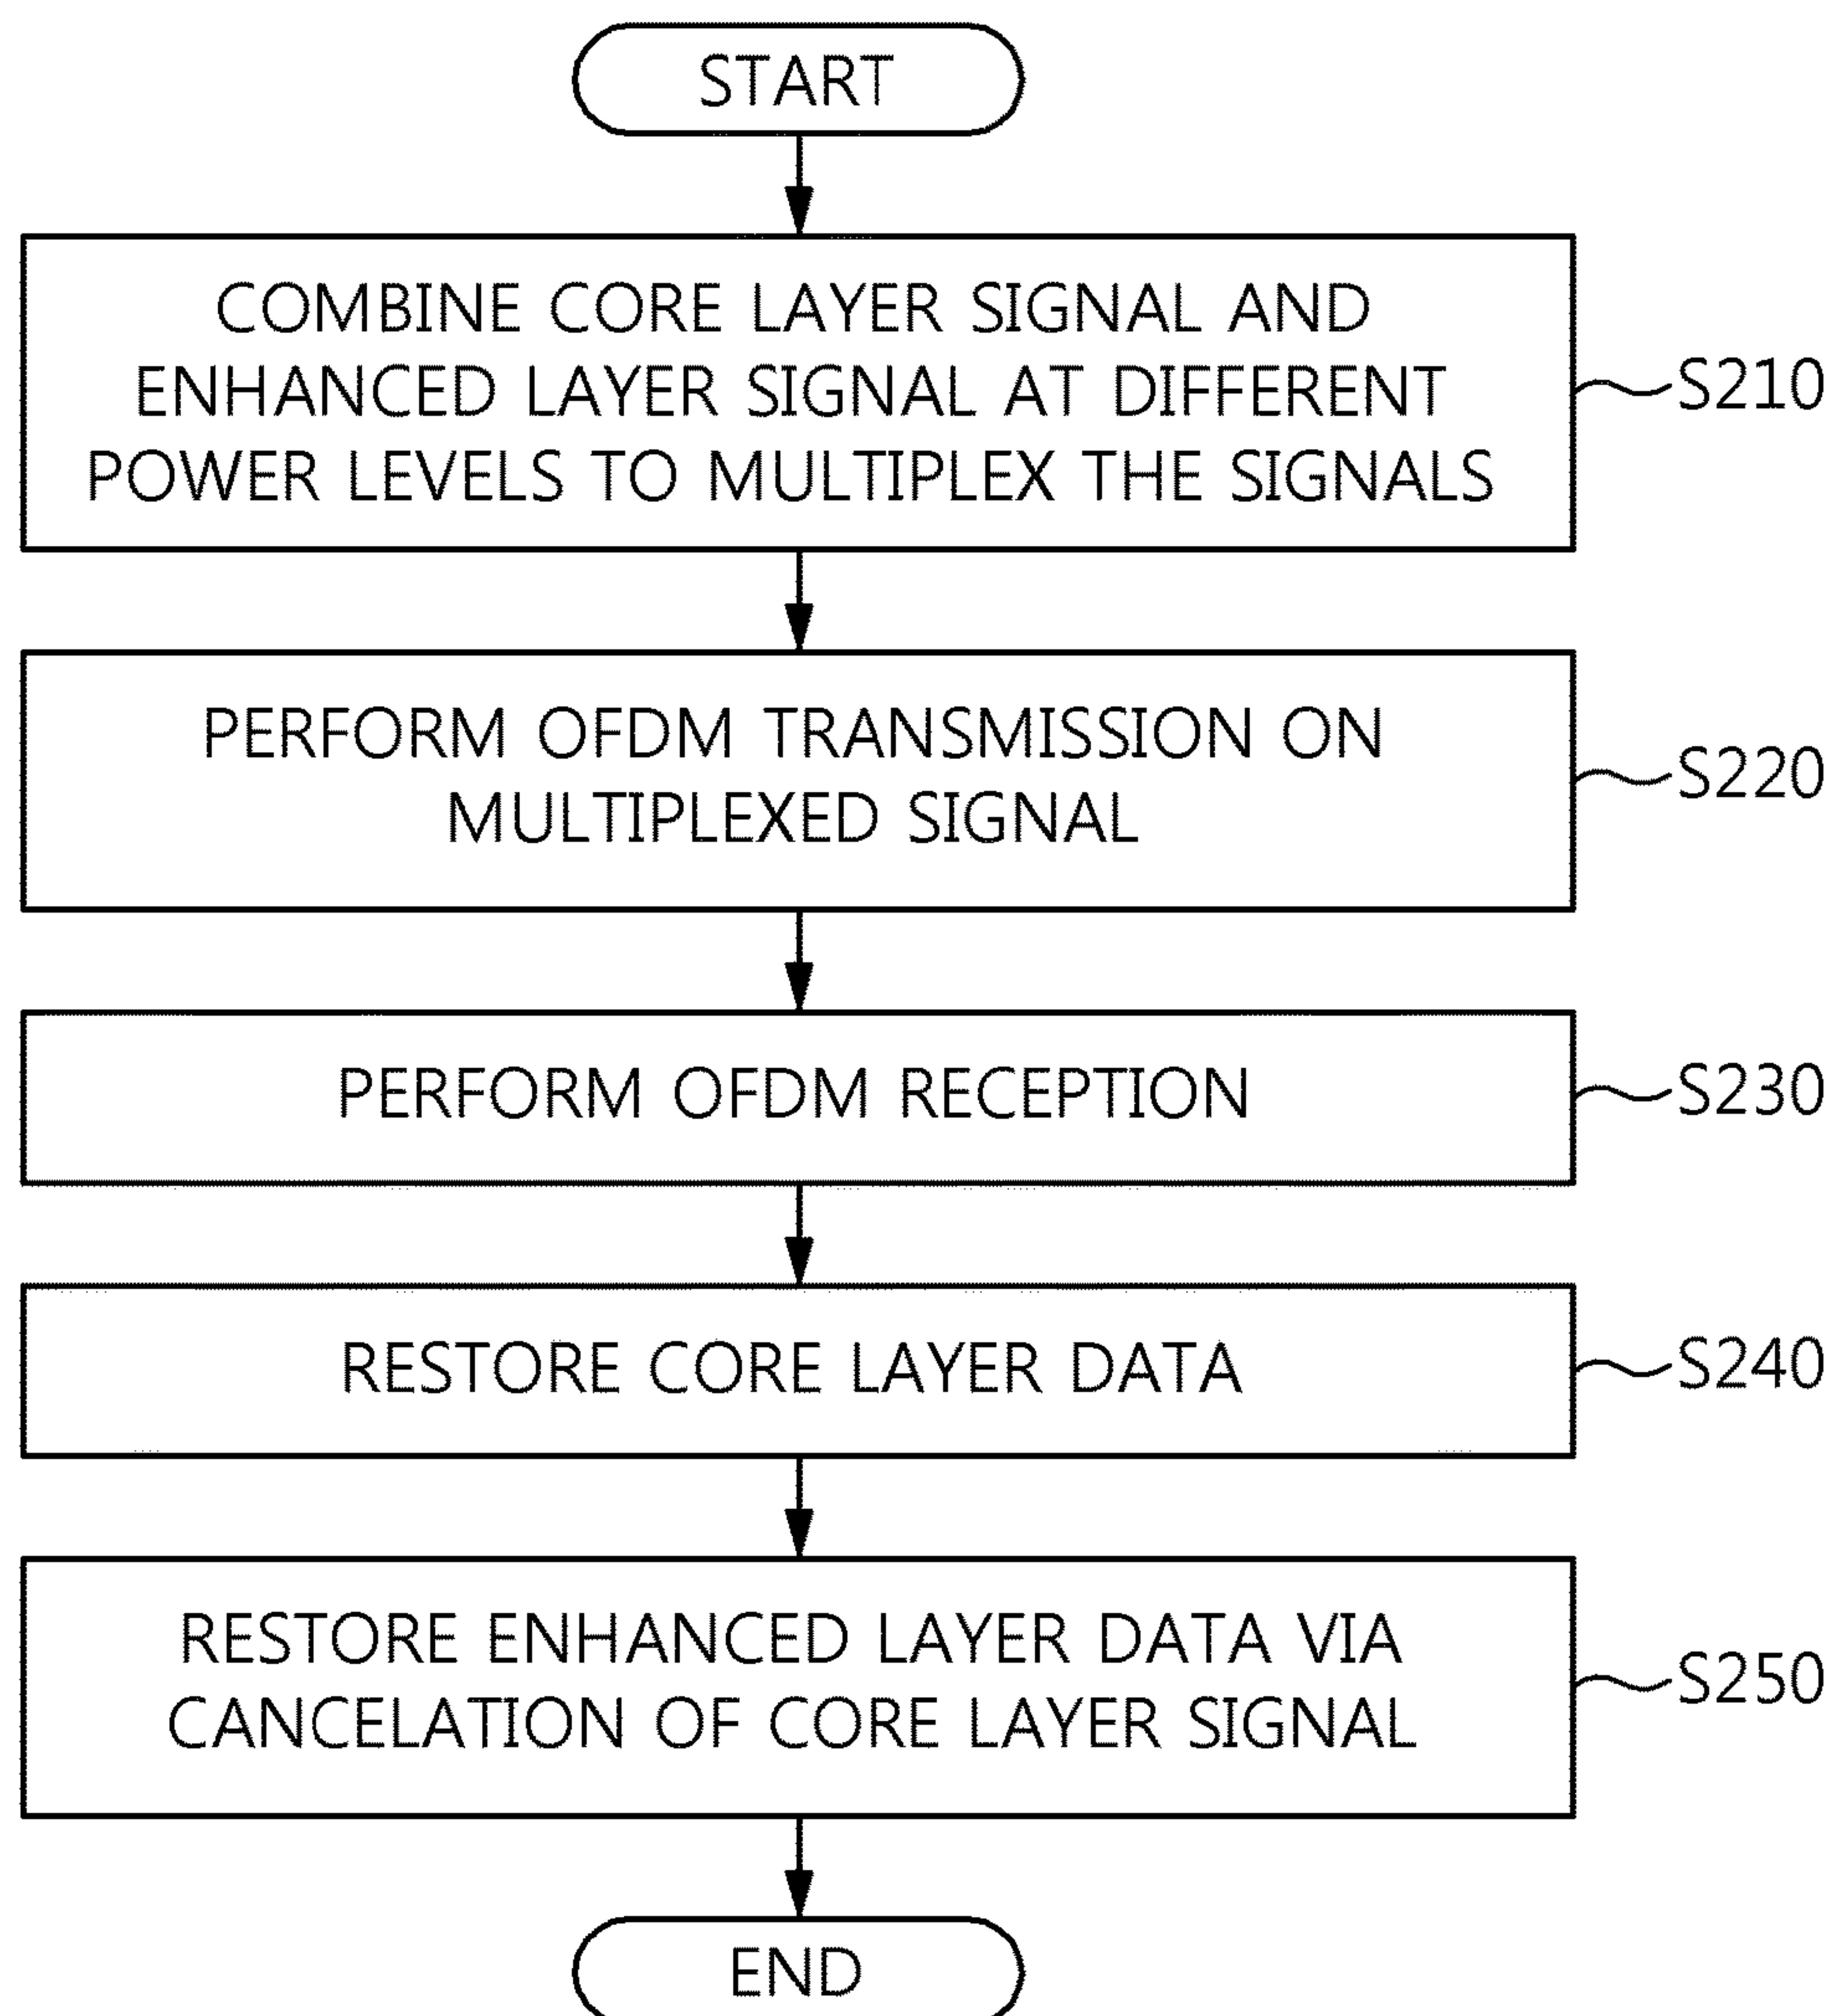 START
COMBINE CORE LAYER SIGNAL AND
ENHANCED LAYER SIGNAL AT DIFFERENT
POWER LEVELS TO MULTIPLEX THE SIGNALS
S210
PERFORM OFDM TRANSMISSION ON
MULTIPLEXED SIGNAL
S220
PERFORM OFDM RECEPTION
S230
RESTORE CORE LAYER DATA
S240
RESTORE ENHANCED LAYER DATA VIA
CANCELATION OF CORE LAYER SIGNAL
S250
END